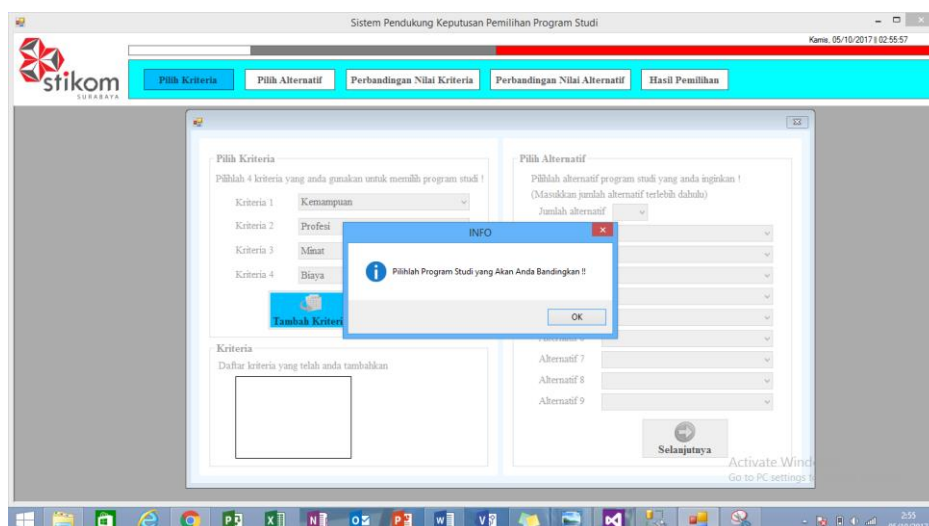 Sistem Pendukung Keputusan Pemilihan Program Studi
Kamis, 05/10/2017 || 02:55:57
stikom
SURABAYA
Pilih Kriteria
Pilih Alternatif
Perbandingan Nilai Kriteria
Perbandingan Nilai Alternatif
Hasil Pemilihan
Pilih Kriteria
Pilihlah 4 kriteria yang anda gunakan untuk memilih program studi !
Kriteria 1 Kemampuan
Kriteria 2 Profesi
Kriteria 3 Minat
Kriteria 4 Biaya
Tambah Kriteri
Kriteria
Daftar kriteria yang telah anda tambahkan
Pilih Alternatif
Pilihlah alternatif program studi yang anda inginkan !
(Masukkan jumlah alternatif terlebih dahulu)
Jumlah alternatif
INFO
Pilihlah Program Studi yang Akan Anda Bandingkan !!
OK
Alternatif 7
Alternatif 8
Alternatif 9
Selanjutnya
Activate Wind
Go to PC settings t
2:55